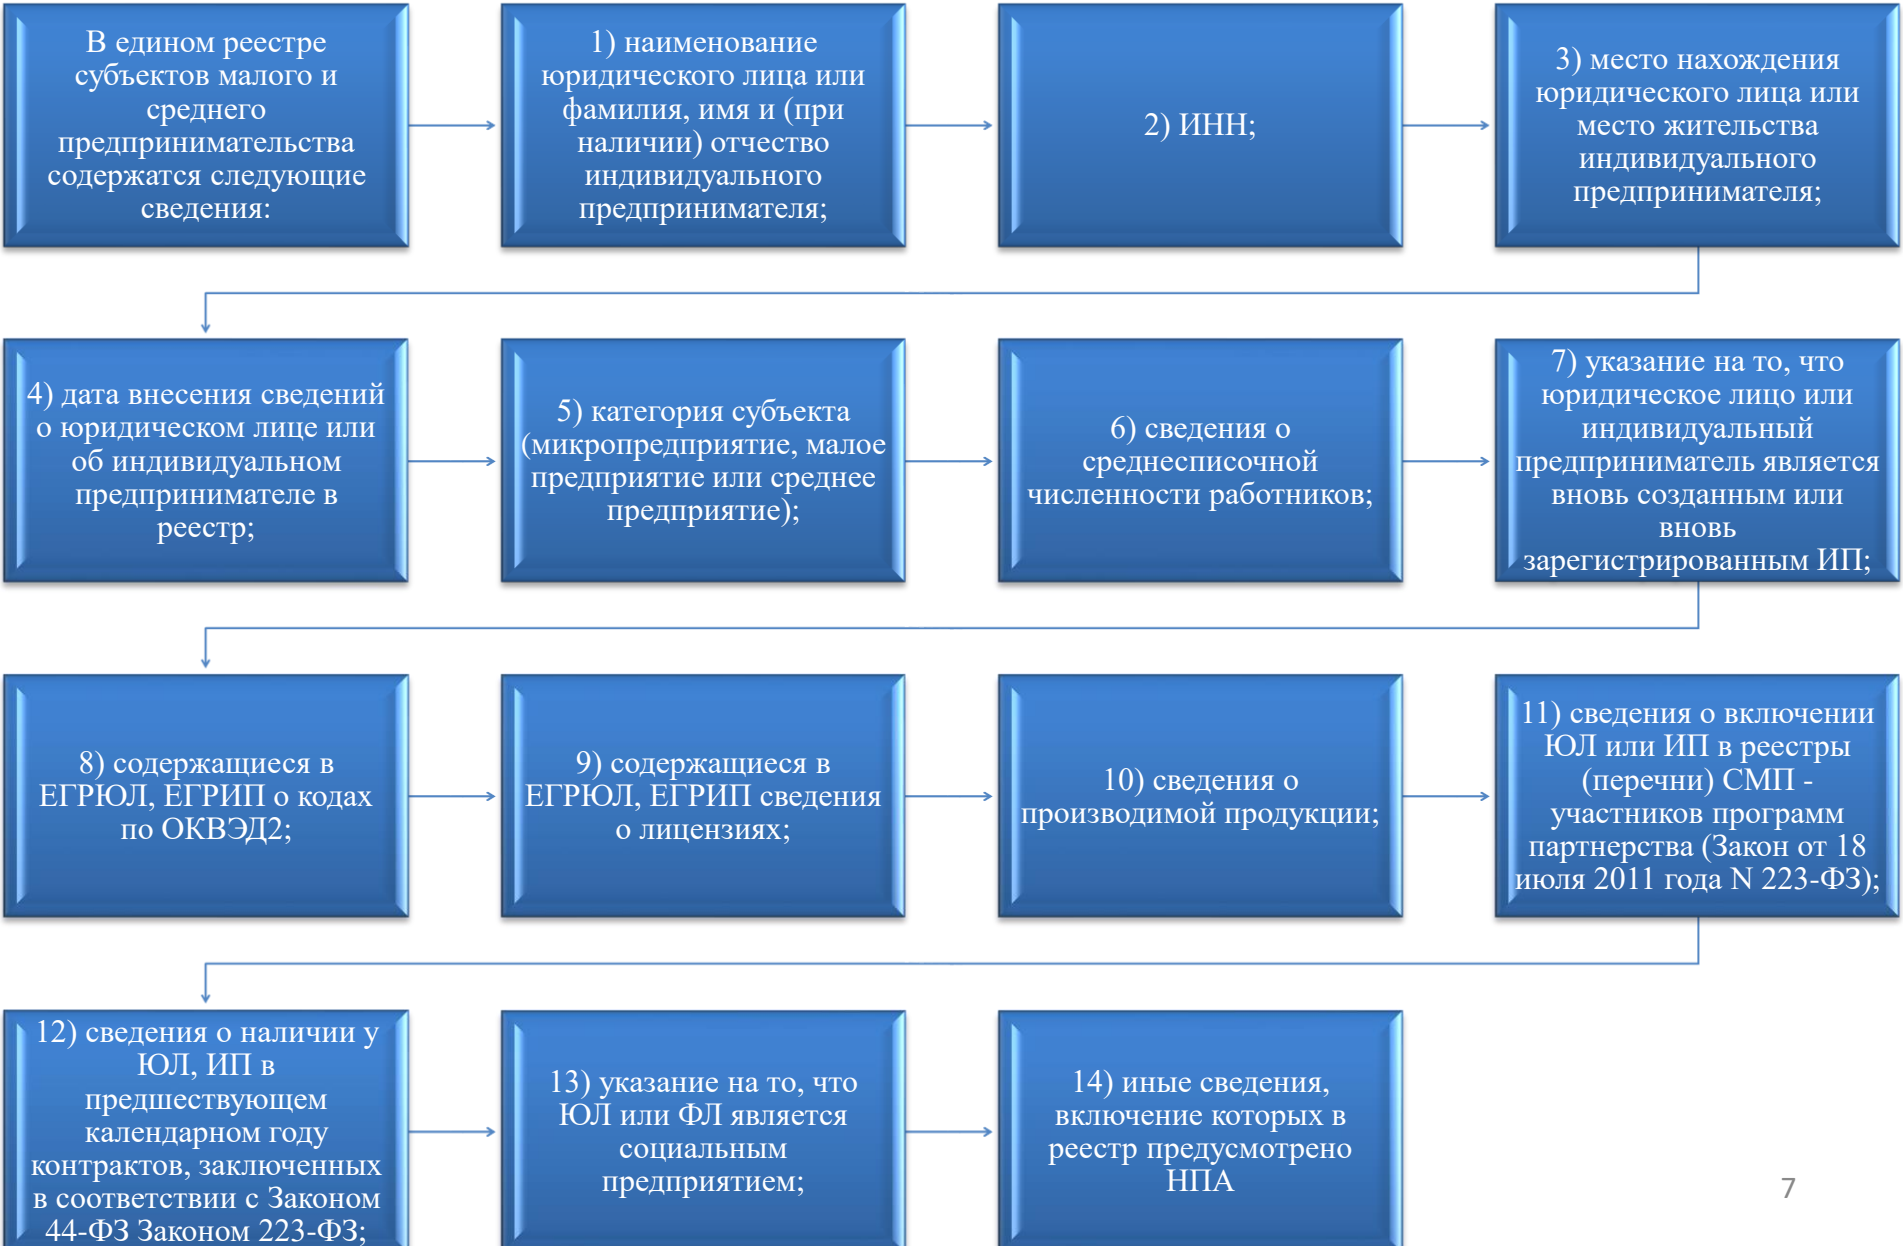 В едином реестре
субъектов малого и
среднего
предпринимательства
содержатся следующие
сведения:
1) наименование
юридического лица или
фамилия, имя и (при
наличии) отчество
индивидуального
предпринимателя;
2) ИНН;
3) место нахождения
юридического лица или
место жительства
индивидуального
предпринимателя;
4) дата внесения сведений
о юридическом лице или
об индивидуальном
предпринимателе в
реестр;
5) категория субъекта
(микропредприятие, малое
предприятие или среднее
предприятие);
6) сведения о
среднесписочной
численности работников;
7) указание на то, что
юридическое лицо или
индивидуальный
предприниматель является
вновь созданным или
вновь
зарегистрированным ИП;
8) содержащиеся в
ЕГРЮЛ, ЕГРИП о кодах
по ОКВЭД2;
9) содержащиеся в
ЕГРЮЛ, ЕГРИП сведения
о лицензиях;
10) сведения о
производимой продукции;
11) сведения о включении
ЮЛ или ИП в реестры
(перечни) СМП -
участников программ
партнерства (Закон от 18
июля 2011 года N 223-ФЗ);
12) сведения о наличии у
ЮЛ, ИП в
предшествующем
календарном году
контрактов, заключенных
в соответствии с Законом
44-ФЗ Законом 223-ФЗ;
13) указание на то, что
ЮЛ или ФЛ является
социальным
предприятием;
14) иные сведения,
включение которых в
реестр предусмотрено
НПА
7